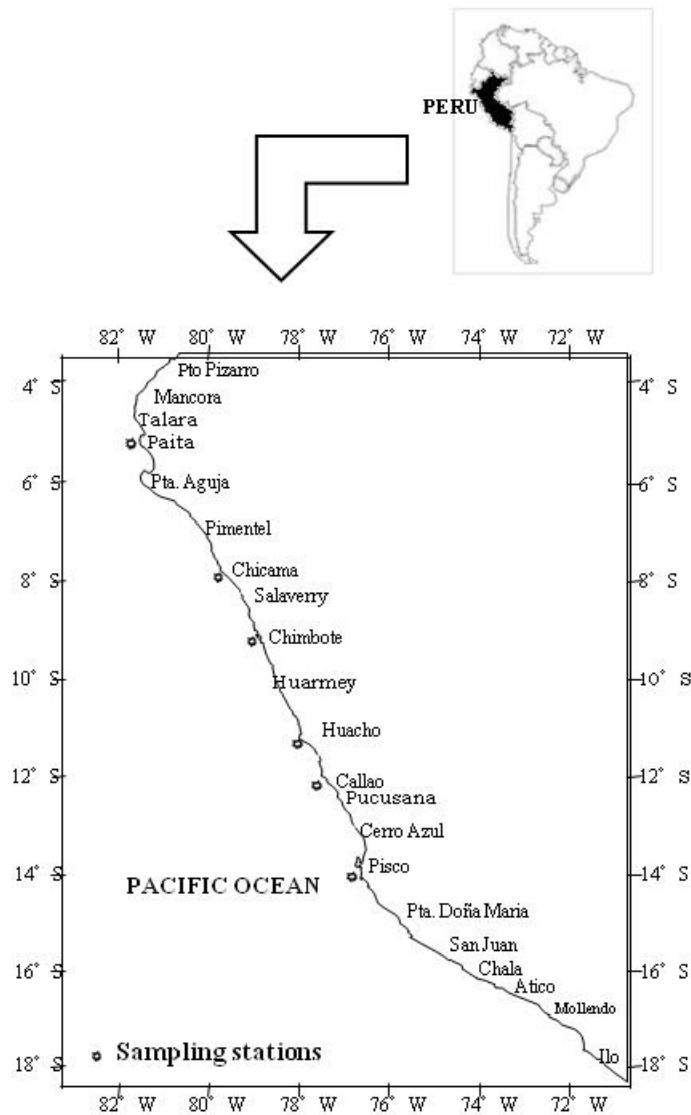 PERU
82° W 80° W 78° W 76° W 74° W 72° W
Pto Pizarro
4° S 4° S
Mancora
Talara
Paita
6° S 6° S
Pta. Aguja
Pimentel
Chicama
8° S 8° S
Salaverry
Chimbote
10° S 10° S
Huarmey
Huacho
12° S 12° S
Callao
Pucusana
Cerro Azul
Pisco
14° S 14° S
PACIFIC OCEAN
Pta. Doña Maria
San Juan
16° S 16° S
Chala
Atico
Mollendo
Sampling stations
Ilo
18° S 18° S
82° W 80° W 78° W 76° W 74° W 72° W